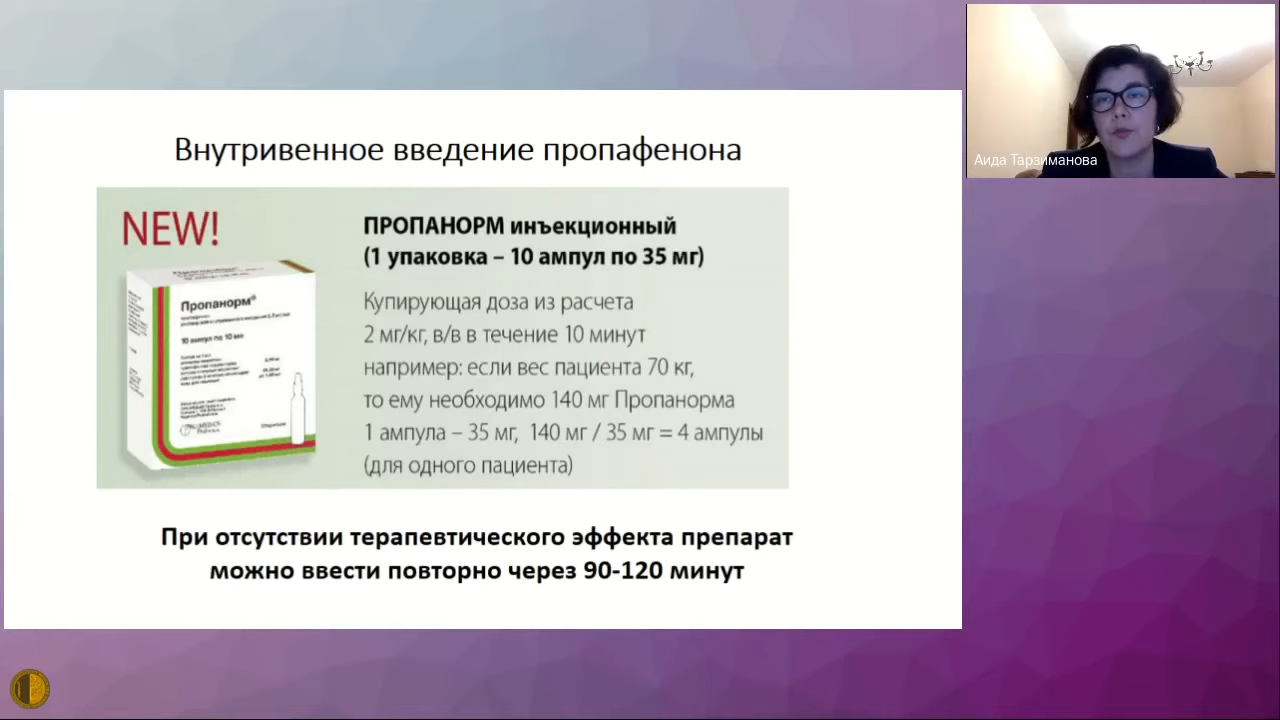 Внутривенное введение пропафенона
NEW!
ПРОПАНОРМ инъекционный
(1 упаковка – 10 ампул по 35 мг)
Купирующая доза из расчета
2 мг/кг, в/в в течение 10 минут
например: если вес пациента 70 кг,
то ему необходимо 140 мг Пропанорма
1 ампула – 35 мг, 140 мг / 35 мг = 4 ампулы
(для одного пациента)
Пропанорм®
10 ампул по 10 мл
При отсутствии терапевтического эффекта препарат
можно ввести повторно через 90-120 минут
Аида Тарзиманова